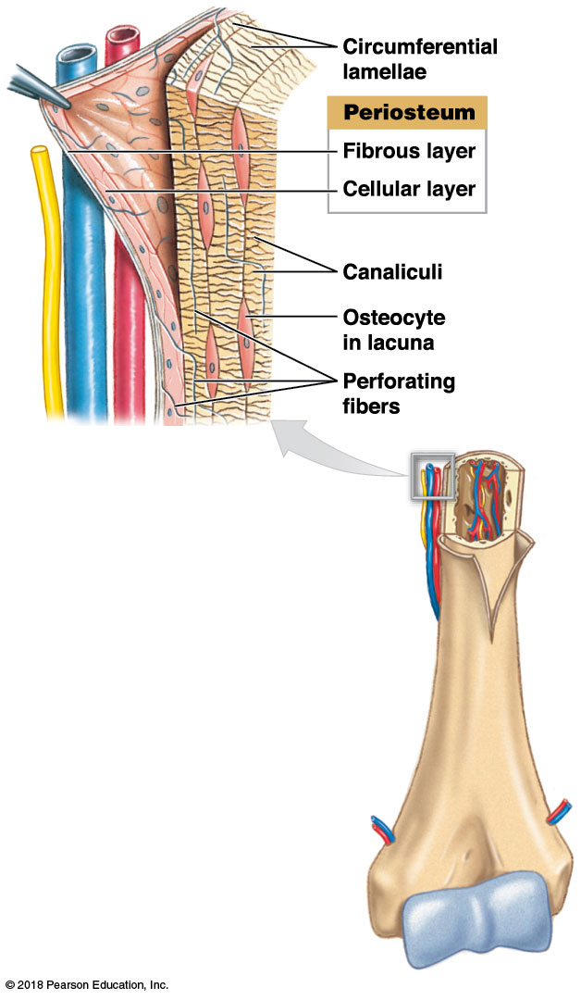 Circumferential
lamellae
Periosteum
Fibrous layer
Cellular layer
Canaliculi
Osteocyte
in lacuna
Perforating
fibers
© 2018 Pearson Education, Inc.